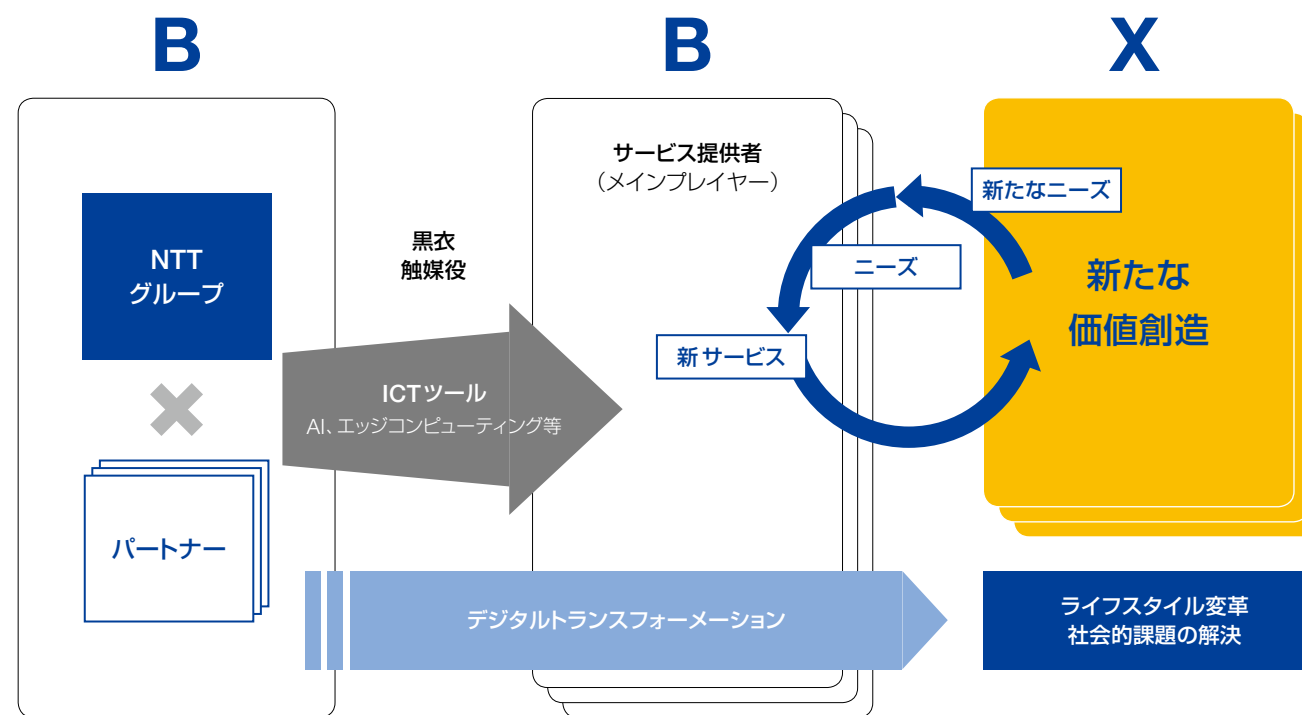 B
B
X
NTT
グループ
パートナー
黒衣
触媒役
ICTツール
AI、エッジコンピューティング等
サービス提供者
（メインプレイヤー）
新たなニーズ
ニーズ
新サービス
新たな
価値創造
デジタルトランスフォーメーション
ライフスタイル変革
社会的課題の解決